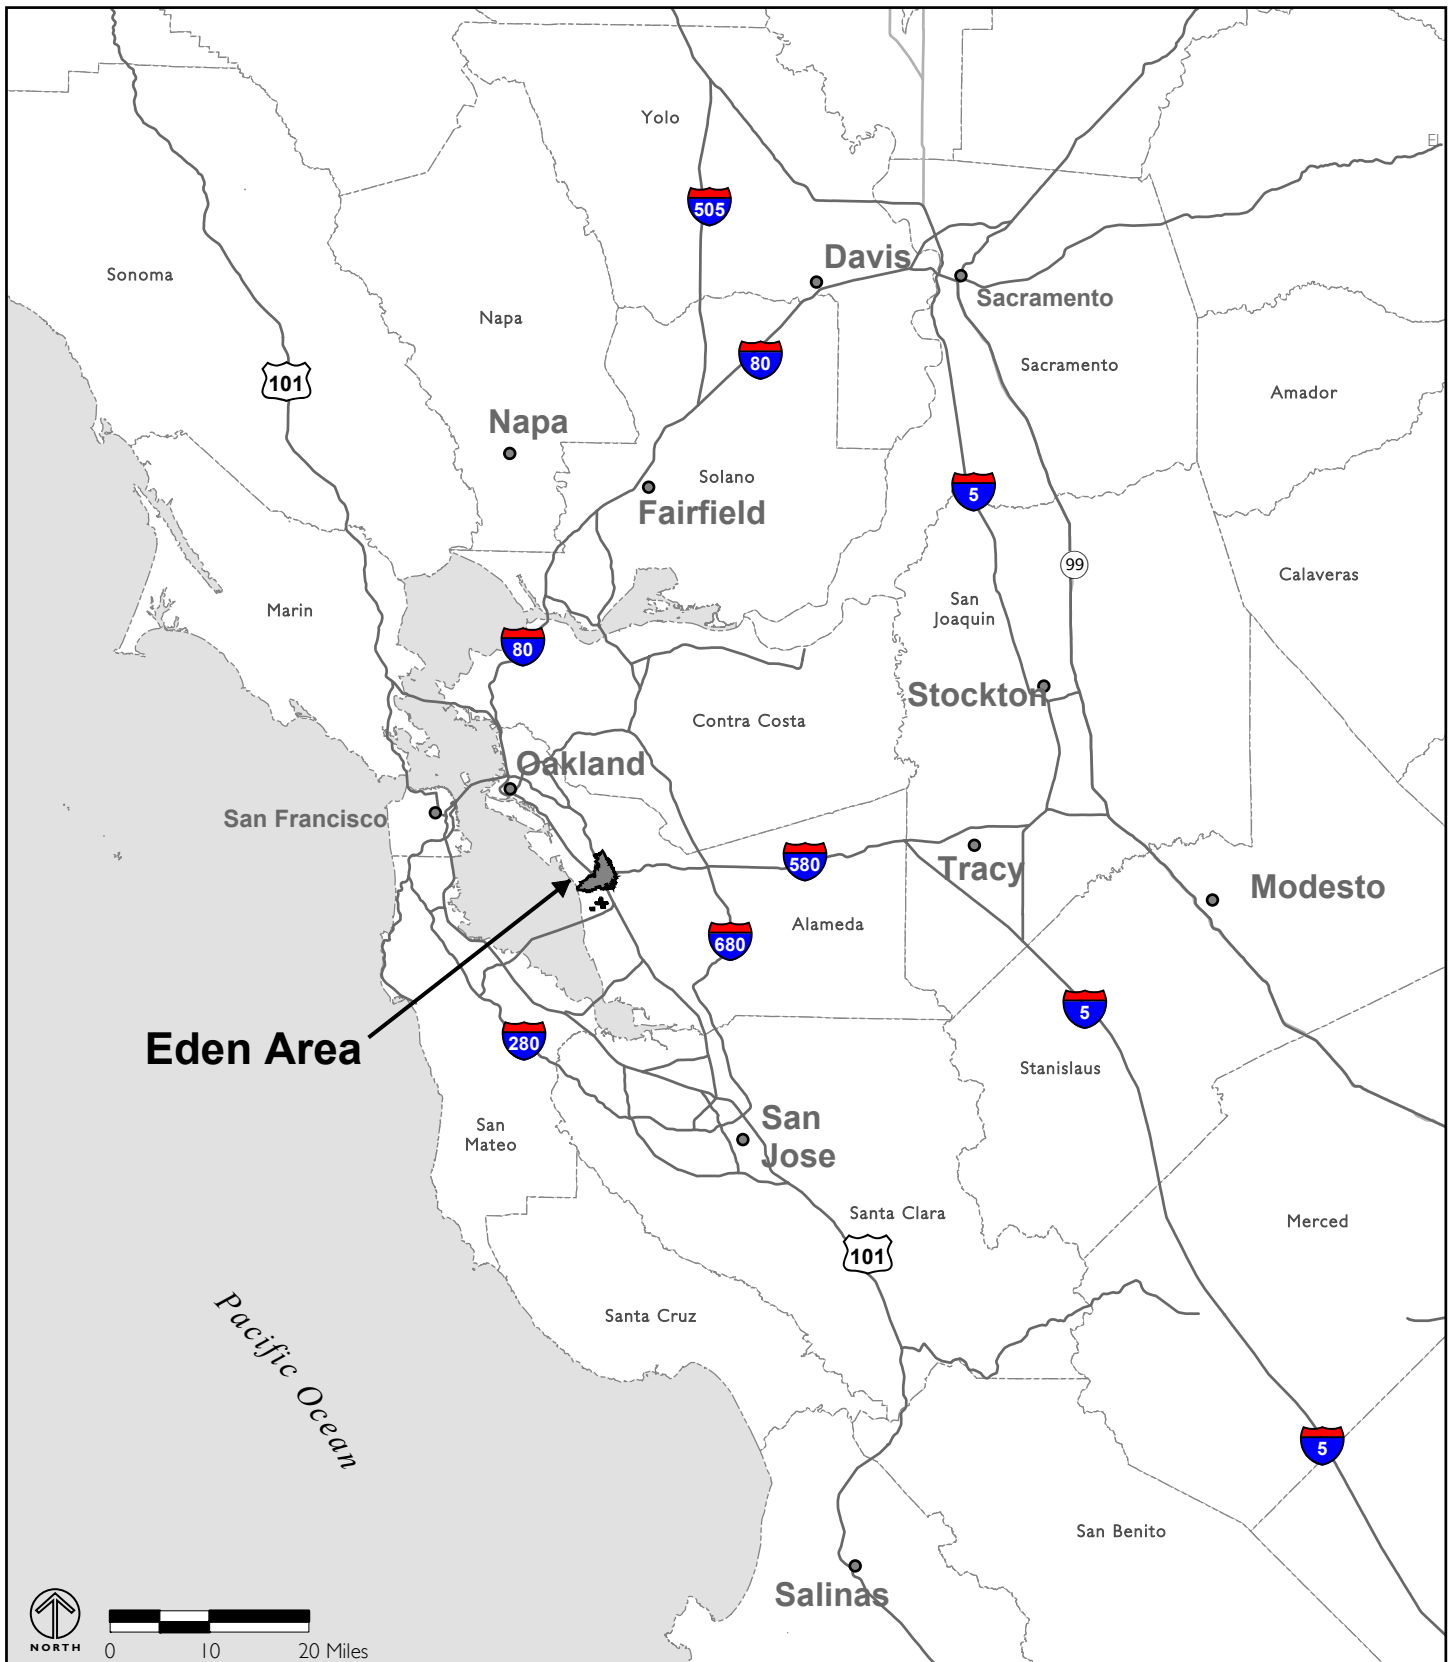 Yolo
El
505
Davis
Sonoma
Sacramento
Napa
80
Sacramento
101
Amador
Napa
Solano
5
Fairfield
99
Calaveras
San
Joaquin
Marin
80
Stockton
Contra Costa
Oakland
San Francisco
580
Tracy
Modesto
Alameda
680
5
280
Eden Area
Stanislaus
San
Mateo
San
Jose
Santa Clara
Merced
101
Santa Cruz
Pacific Ocean
5
San Benito
Salinas
NORTH
0 10 20 Miles